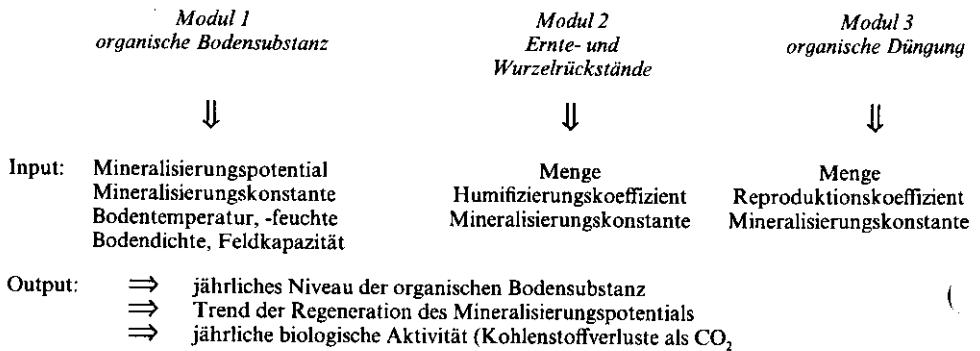 Modul 1 Modul 2 Modul 3
organische Bodensubstanz Ernte- und organische Düngung
Wurzelrückstände
⇓ ⇓ ⇓
Input: Mineralisierungspotential Menge Menge
Mineralisierungskonstante Humifizierungskoeffizient Reproduktionskoeffizient
Bodentemperatur, -feuchte Mineralisierungskonstante Mineralisierungskonstante
Bodendichte, Feldkapazität
Output: ⇒ jährliches Niveau der organischen Bodensubstanz
⇒ Trend der Regeneration des Mineralisierungspotentials
⇒ jährliche biologische Aktivität (Kohlenstoffverluste als CO₂